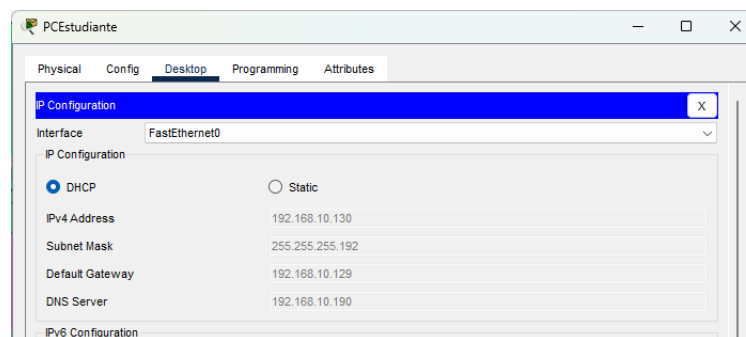 PCEstudiante
Physical Config Desktop Programming Attributes
IP Configuration X
Interface FastEthernet0
IP Configuration
DHCP Static
IPv4 Address 192.168.10.130
Subnet Mask 255.255.255.192
Default Gateway 192.168.10.129
DNS Server 192.168.10.190
IPv6 Configuration